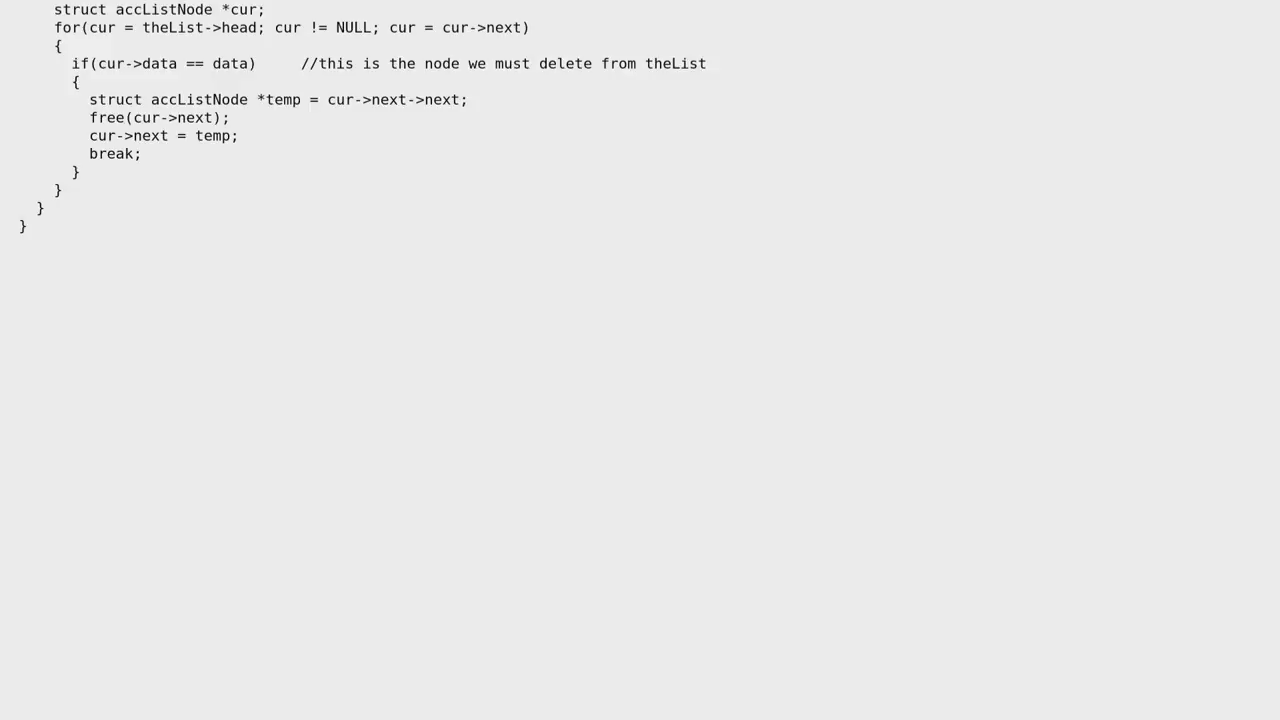 struct accListNode *cur;
for(cur = theList->head; cur != NULL; cur = cur->next)
{
if(cur->data == data)     //this is the node we must delete from theList
{
struct accListNode *temp = cur->next->next;
free(cur->next);
cur->next = temp;
break;
}
}
}
}